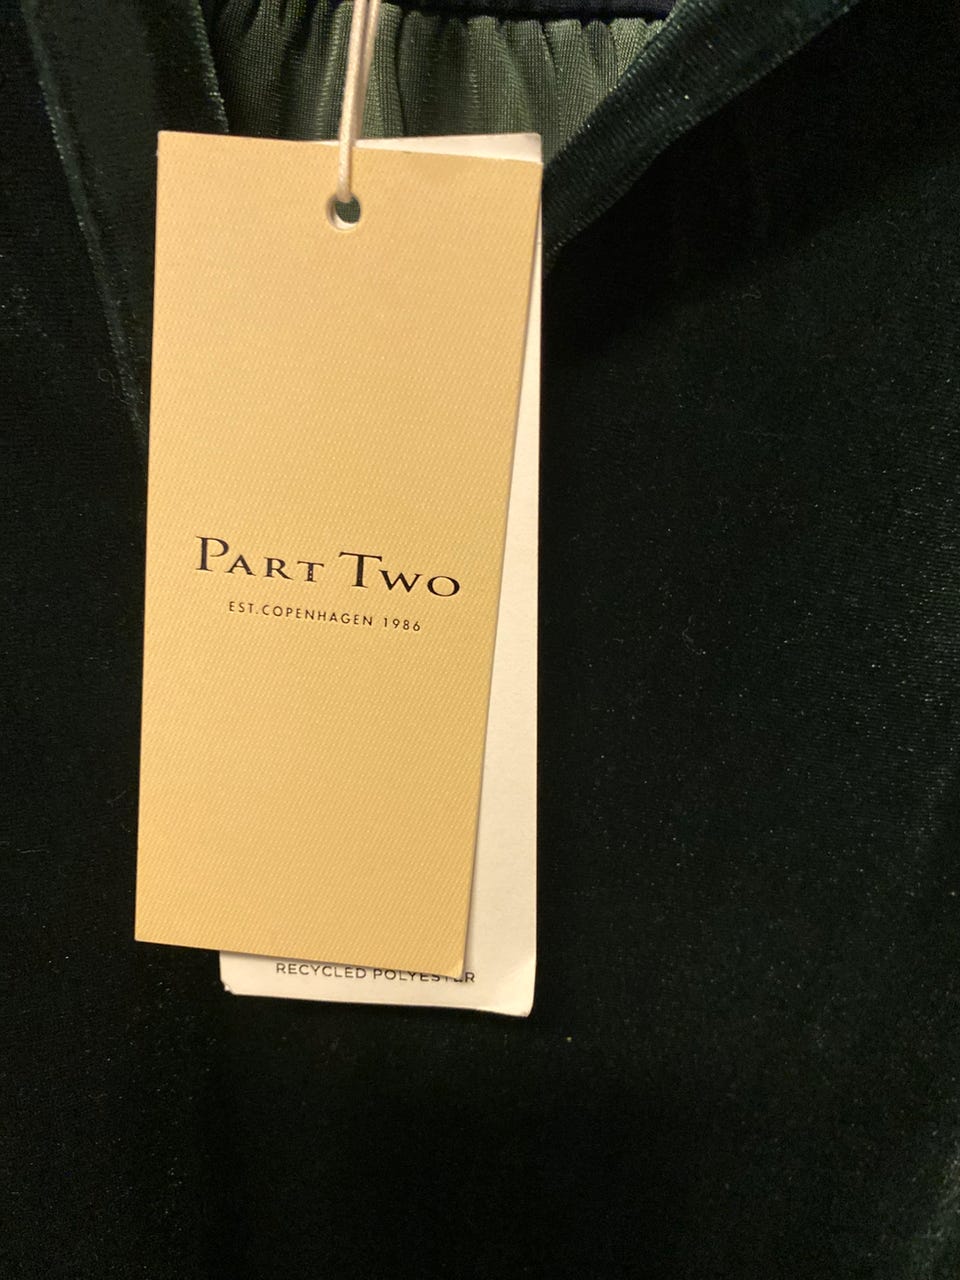 PART TWO
EST.COPENHAGEN 1986
RECYCLED POLYESTER